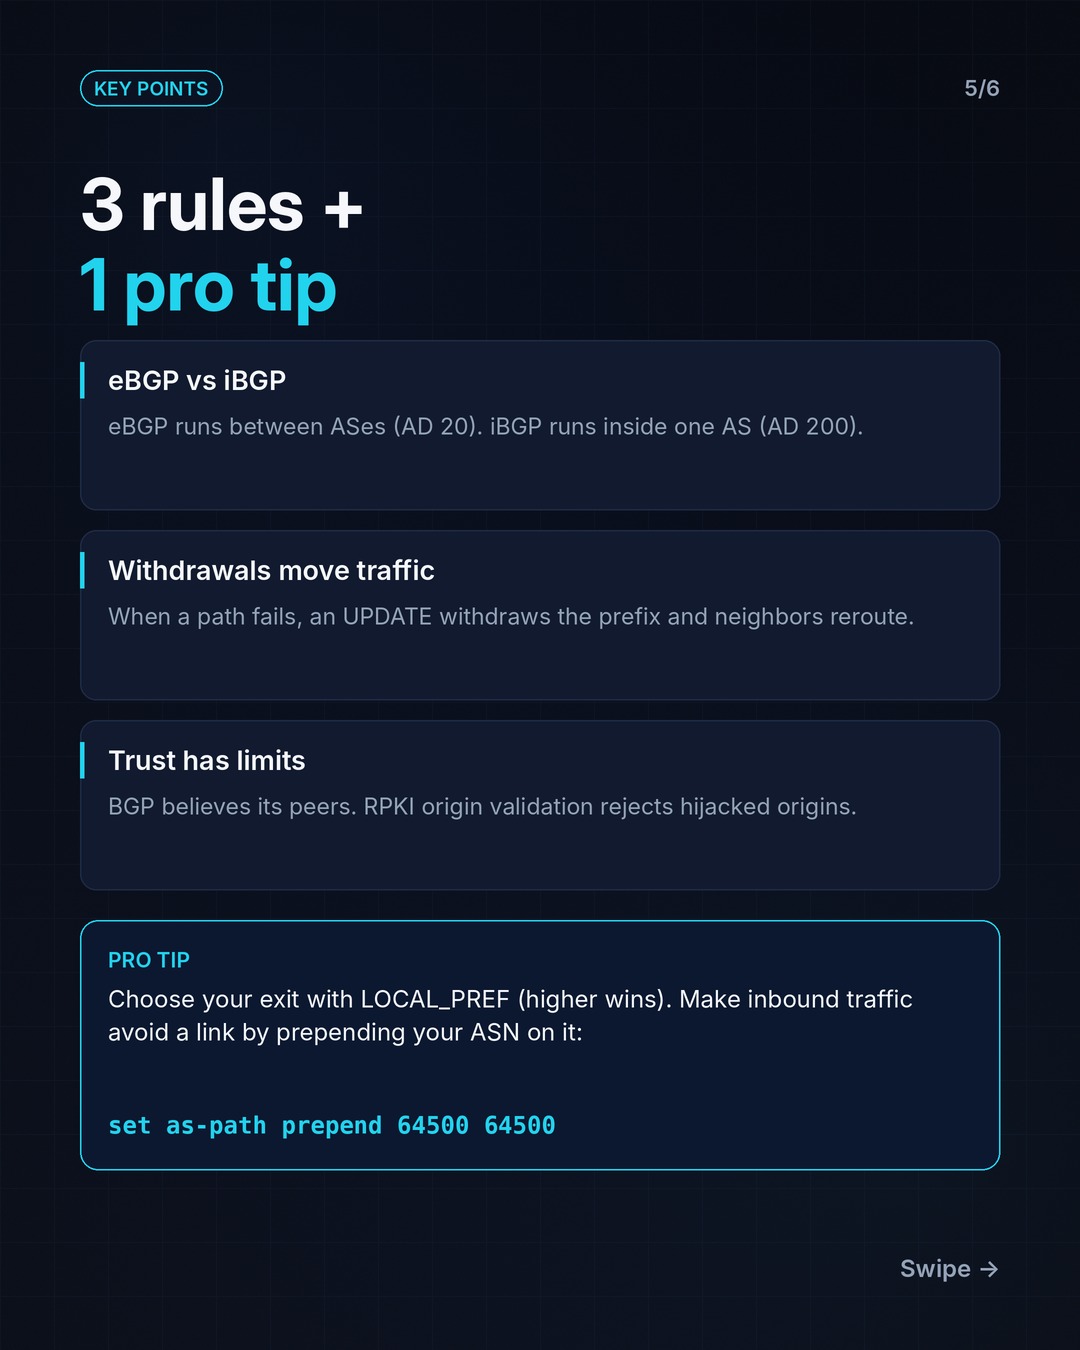 KEY POINTS
5/6
3 rules +
1 pro tip
eBGP vs iBGP
eBGP runs between ASes (AD 20). iBGP runs inside one AS (AD 200).
Withdrawals move traffic
When a path fails, an UPDATE withdraws the prefix and neighbors reroute.
Trust has limits
BGP believes its peers. RPKI origin validation rejects hijacked origins.
PRO TIP
Choose your exit with LOCAL_PREF (higher wins). Make inbound traffic
avoid a link by prepending your ASN on it:
set as-path prepend 64500 64500
Swipe →